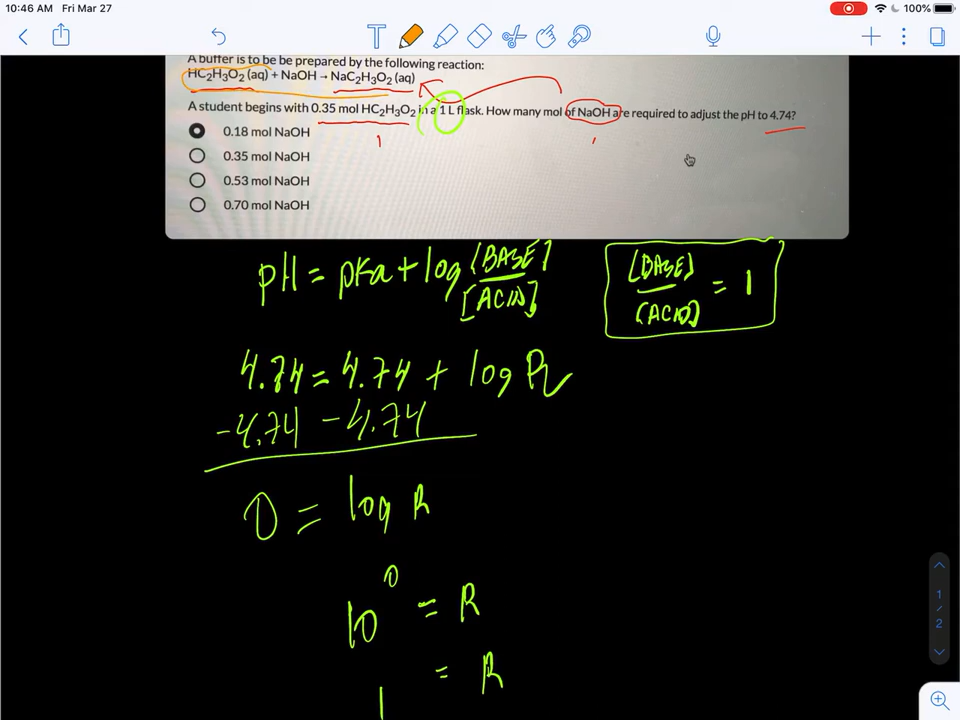 10:46 AM Fri Mar 27
100%
A buffer is to be be prepared by the following reaction:
HC2H3O2 (aq) + NaOH → NaC2H3O2 (aq)
A student begins with 0.35 mol HC2H3O2 in a 1 L flask. How many mol of NaOH are required to adjust the pH to 4.74?
0.18 mol NaOH
0.35 mol NaOH
0.53 mol NaOH
0.70 mol NaOH
pH = pKa + log [BASE]
[ACID]
[BASE]
[ACID] = 1
4.74 = 4.74 + log R
-4.74 - 4.74
0 = log R
10^0 = R
1 = R
1
/
2